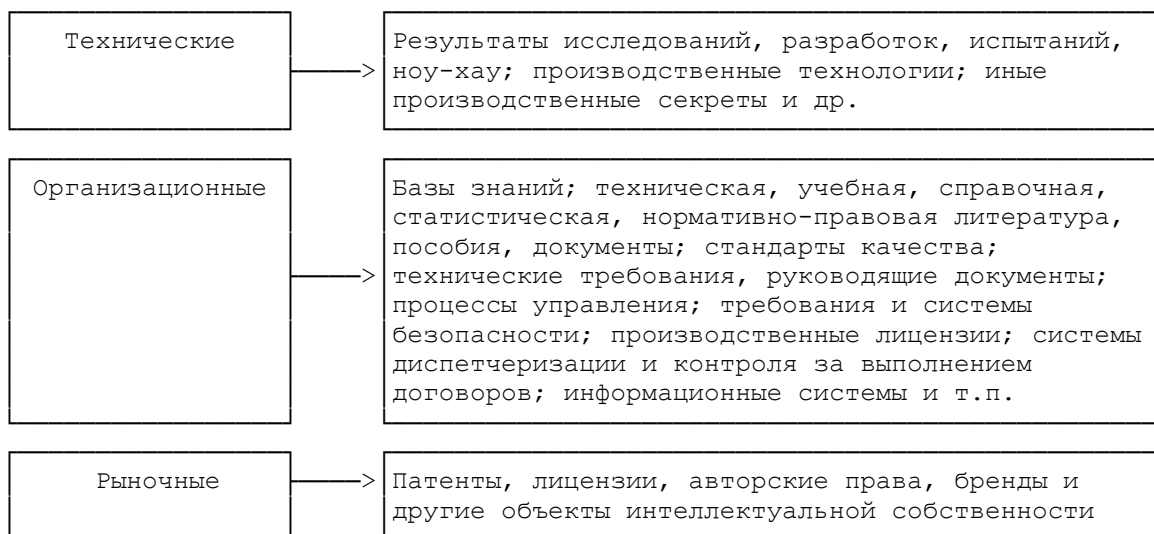 Технические
Результаты исследований, разработок, испытаний,
ноу-хау; производственные технологии; иные
производственные секреты и др.
Организационные
Базы знаний; техническая, учебная, справочная,
статистическая, нормативно-правовая литература,
пособия, документы; стандарты качества;
технические требования, руководящие документы;
процессы управления; требования и системы
безопасности; производственные лицензии; системы
диспетчеризации и контроля за выполнением
договоров; информационные системы и т.п.
Рыночные
Патенты, лицензии, авторские права, бренды и
другие объекты интеллектуальной собственности